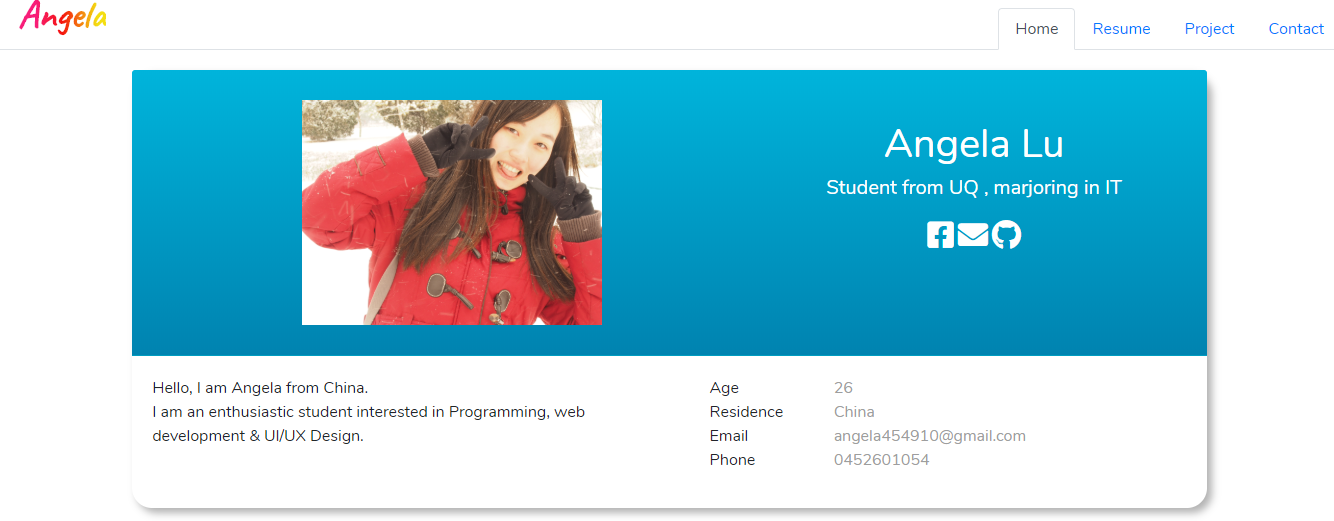 Angela
Home Resume Project Contact
Angela Lu
Student from UQ , marjoring in IT
Hello, I am Angela from China.
I am an enthusiastic student interested in Programming, web
development & UI/UX Design.
Age 26
Residence China
Email angela454910@gmail.com
Phone 0452601054